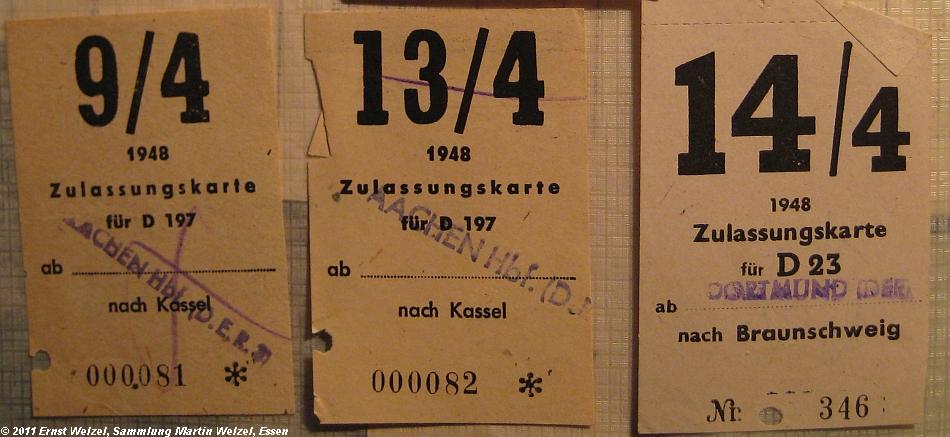 9/4
1948
Zulassungskarte
für D 197
AACHEN Hbf. (D.E.R.)
ab
nach Kassel
000081 *
13/4
1948
Zulassungskarte
für D 197
AACHEN Hbf. (D.
ab
nach Kassel
000082 *
14/4
1948
Zulassungskarte
für D 23
DORTMUND (DER
ab
nach Braunschweig
Nr. 346
© 2011 Ernst Welzel, Sammlung Martin Welzel, Essen